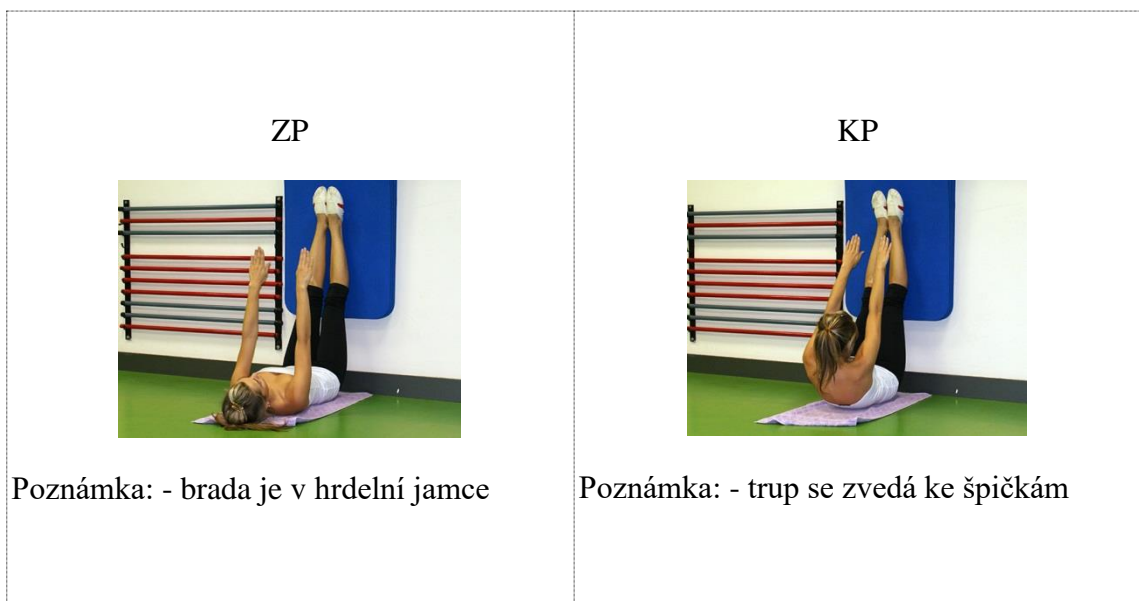 ZP
KP
Poznámka: - brada je v hrdelní jamce
Poznámka: - trup se zvedá ke špičkám